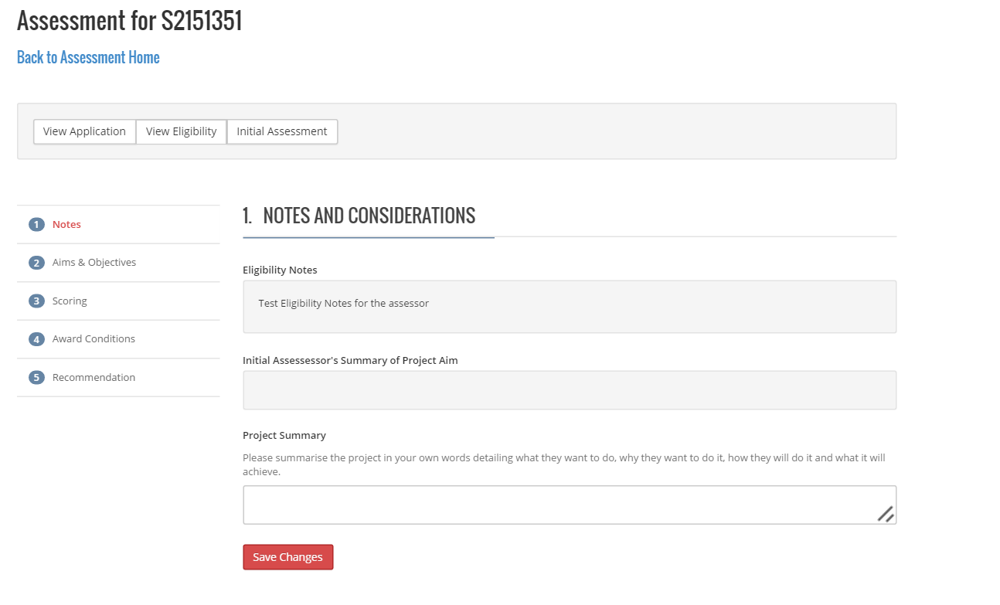 Assessment for S2151351
Back to Assessment Home
View Application View Eligibility Initial Assessment
1 Notes
2 Aims & Objectives
3 Scoring
4 Award Conditions
5 Recommendation
1. NOTES AND CONSIDERATIONS
Eligibility Notes
Test Eligibility Notes for the assessor
Initial Assessessor's Summary of Project Aim
Project Summary
Please summarise the project in your own words detailing what they want to do, why they want to do it, how they will do it and what it will
achieve.
Save Changes